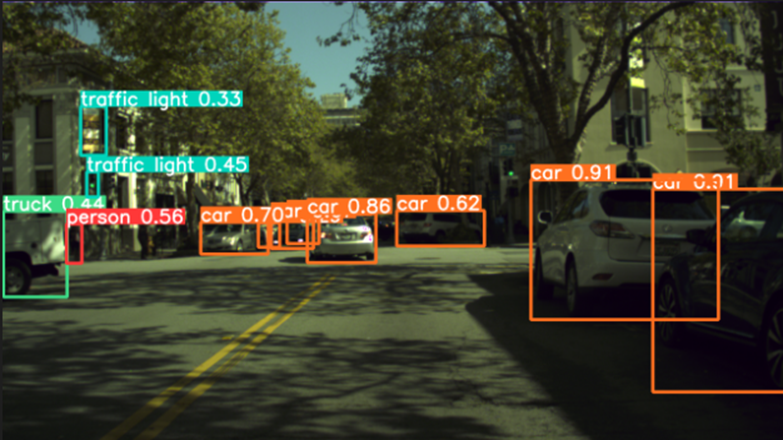 traffic light 0.33
traffic light 0.45
car 0.91
car 0.91
truck 0.44
person 0.56
car 0.70
car 0.86
car 0.62